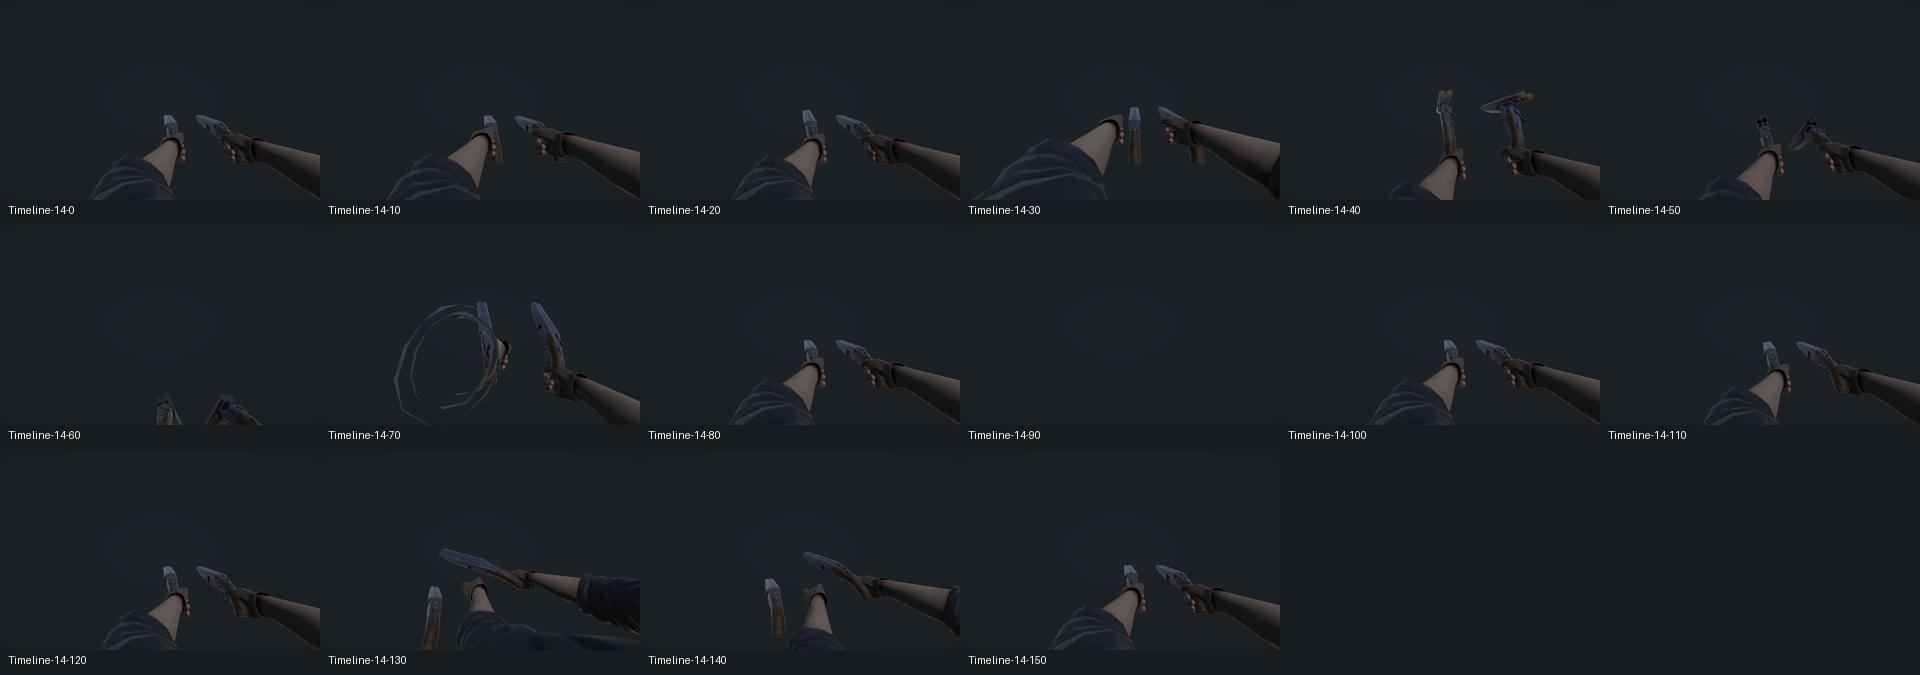 Timeline-14-0
Timeline-14-10
Timeline-14-20
Timeline-14-30
Timeline-14-40
Timeline-14-50
Timeline-14-60
Timeline-14-70
Timeline-14-80
Timeline-14-90
Timeline-14-100
Timeline-14-110
Timeline-14-120
Timeline-14-130
Timeline-14-140
Timeline-14-150